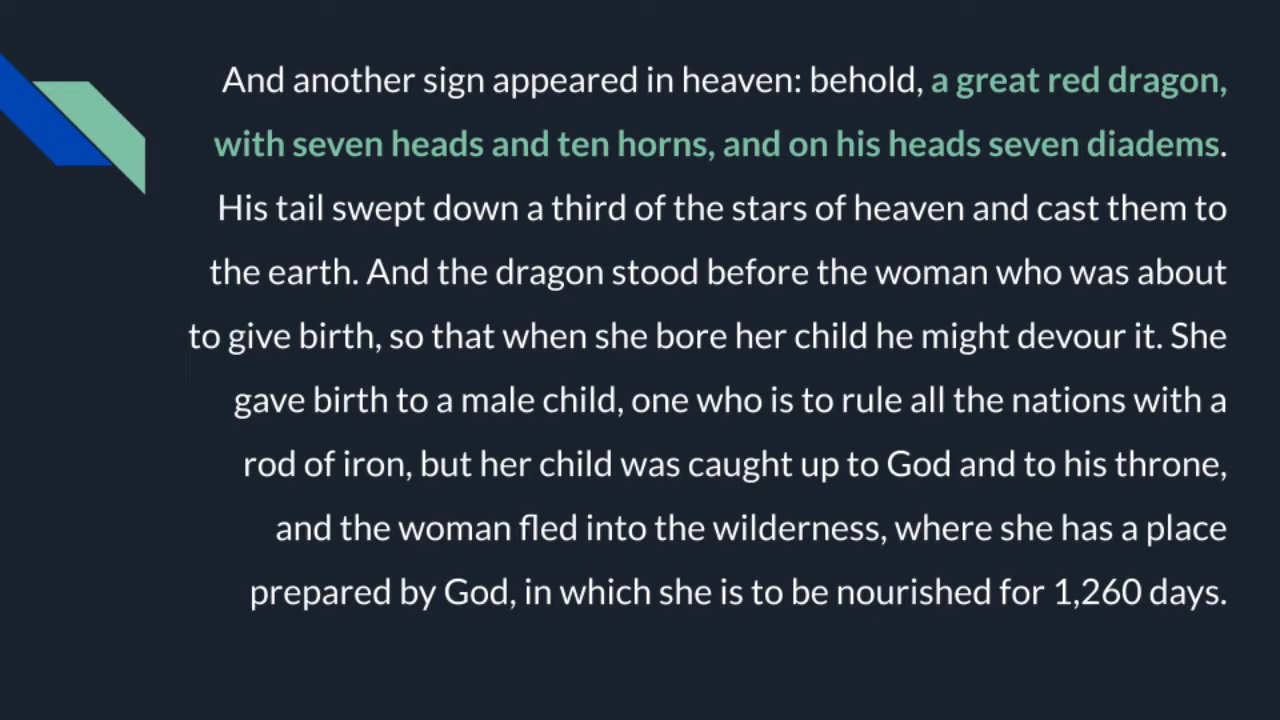 And another sign appeared in heaven: behold, a great red dragon,
with seven heads and ten horns, and on his heads seven diadems.
His tail swept down a third of the stars of heaven and cast them to
the earth. And the dragon stood before the woman who was about
to give birth, so that when she bore her child he might devour it. She
gave birth to a male child, one who is to rule all the nations with a
rod of iron, but her child was caught up to God and to his throne,
and the woman fled into the wilderness, where she has a place
prepared by God, in which she is to be nourished for 1,260 days.